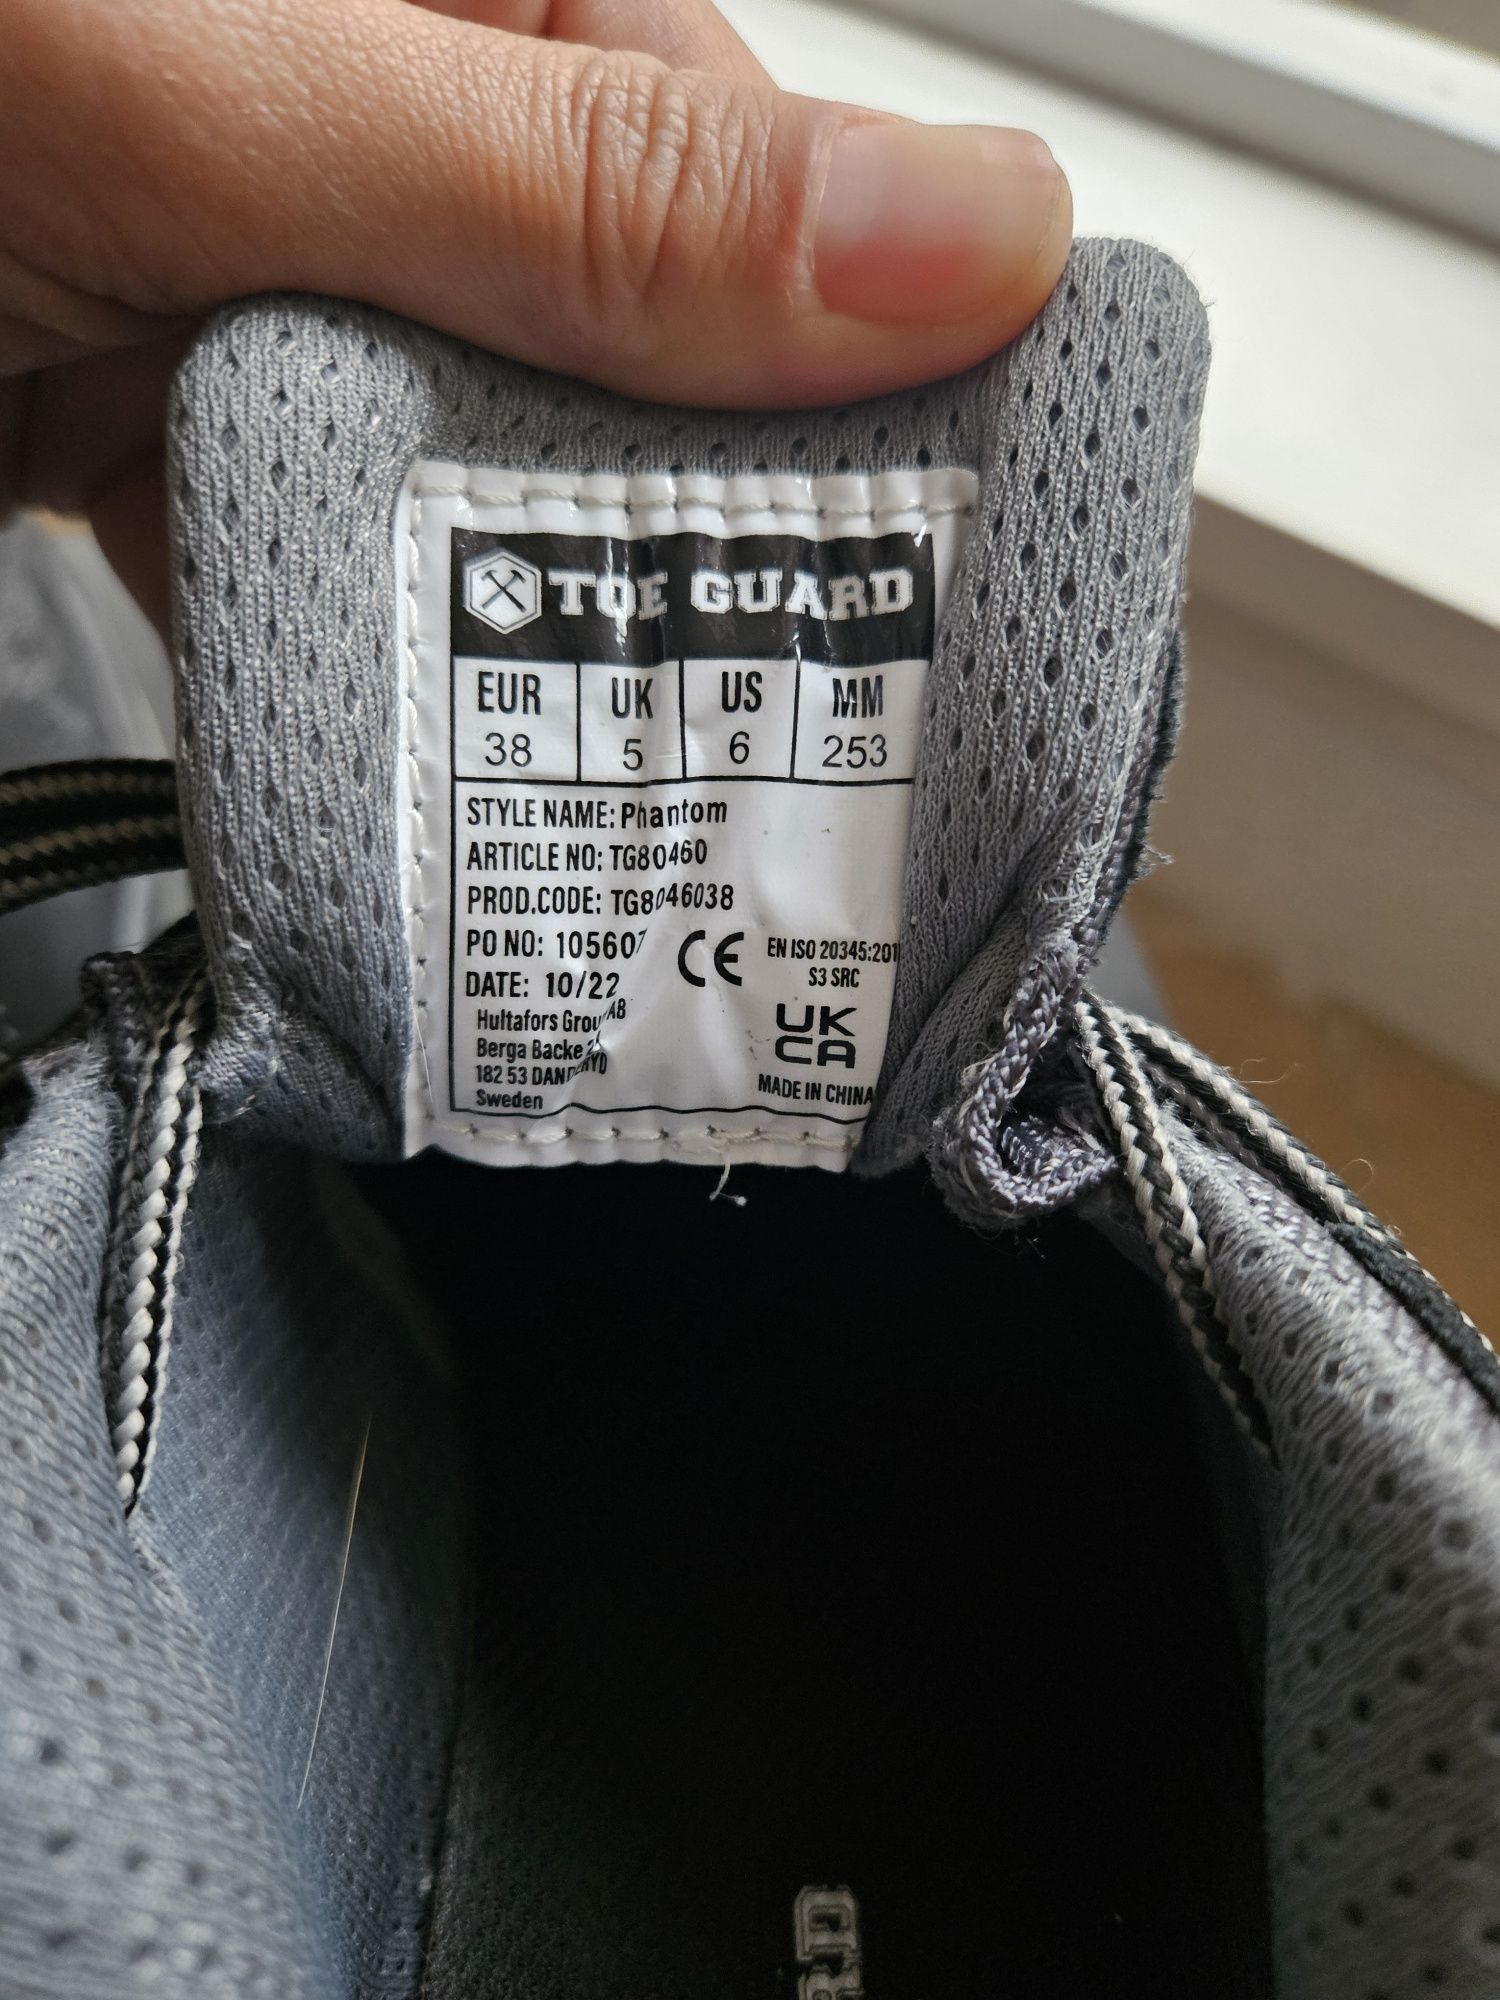 TOE GUARD
EUR UK US MM
38 5 6 253
STYLE NAME: Phantom
ARTICLE NO: TG80460
PROD.CODE: TG8046038
PO NO: 105607
DATE: 10/22
CE
EN ISO 20345:201
S3 SRC
Hultafors Group AB
Berga Backe
182 53 DANDERYD
Sweden
UK
CA
MADE IN CHINA